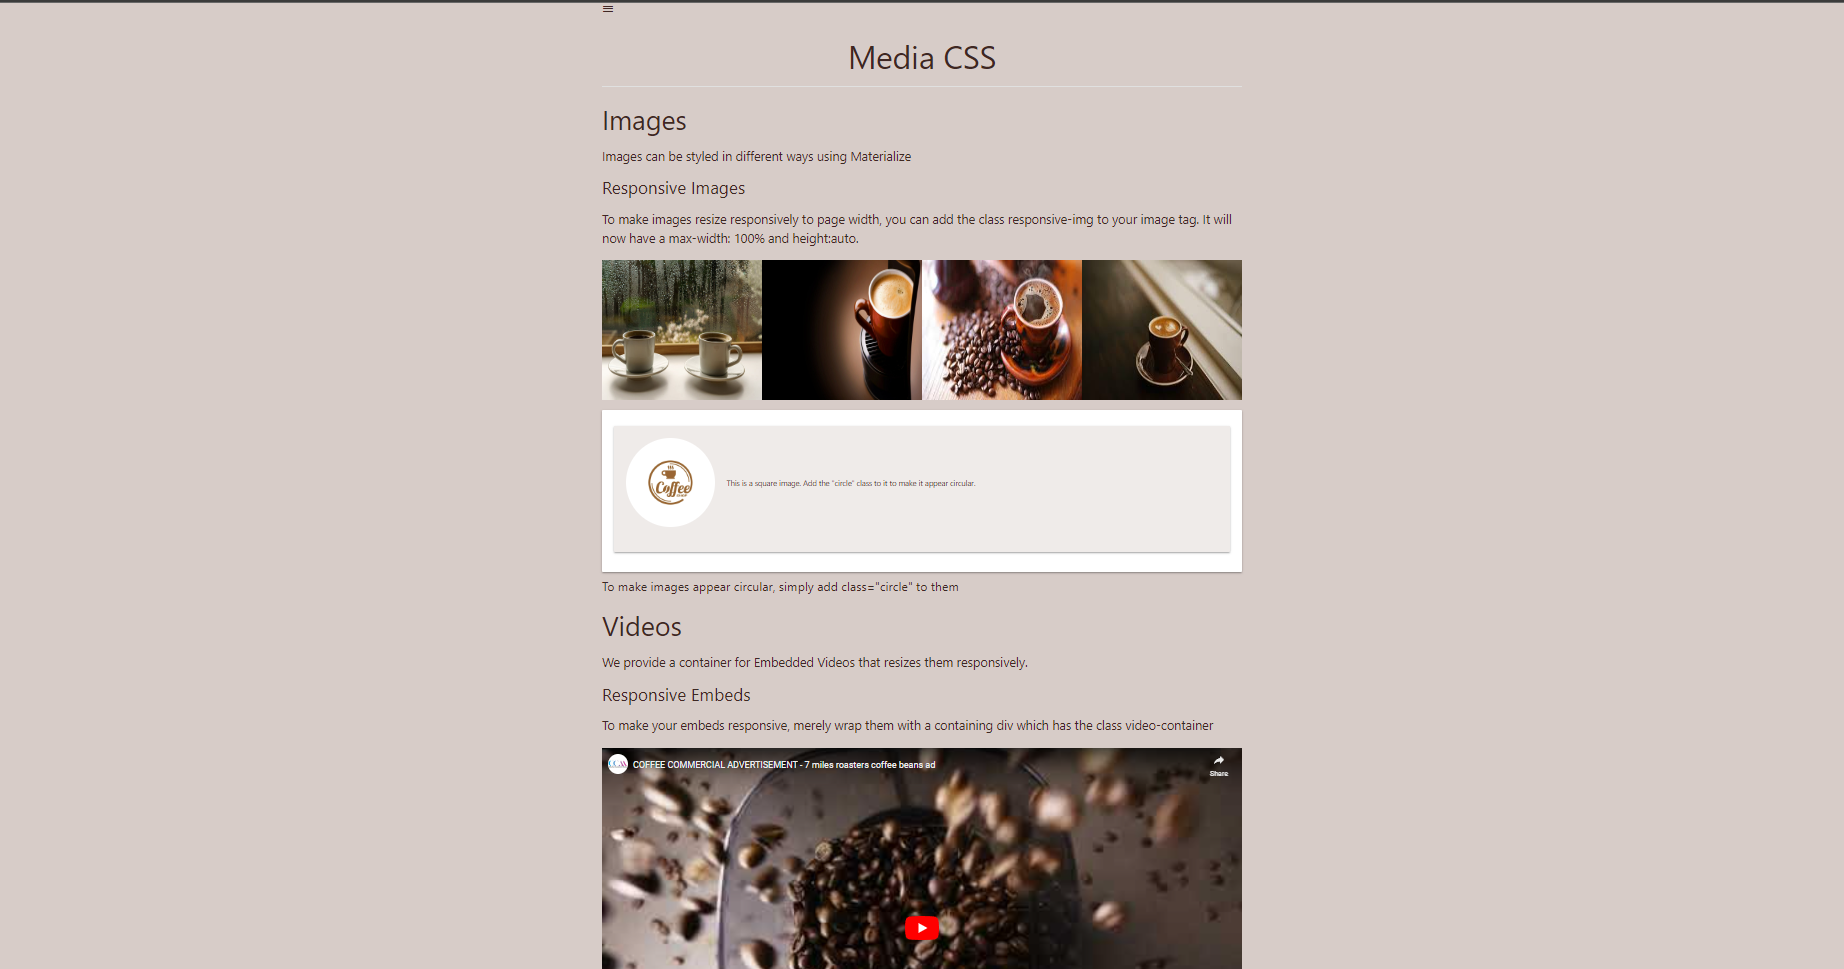 Media CSS
Images
Images can be styled in different ways using Materialize
Responsive Images
To make images resize responsively to page width, you can add the class responsive-img to your image tag. It will
now have a max-width: 100% and height:auto.
Coffee
This is a square image. Add the "circle" class to it to make it appear circular.
To make images appear circular, simply add class="circle" to them
Videos
We provide a container for Embedded Videos that resizes them responsively.
Responsive Embeds
To make your embeds responsive, merely wrap them with a containing div which has the class video-container
COFFEE COMMERCIAL ADVERTISEMENT - 7 miles roasters coffee beans ad
Share